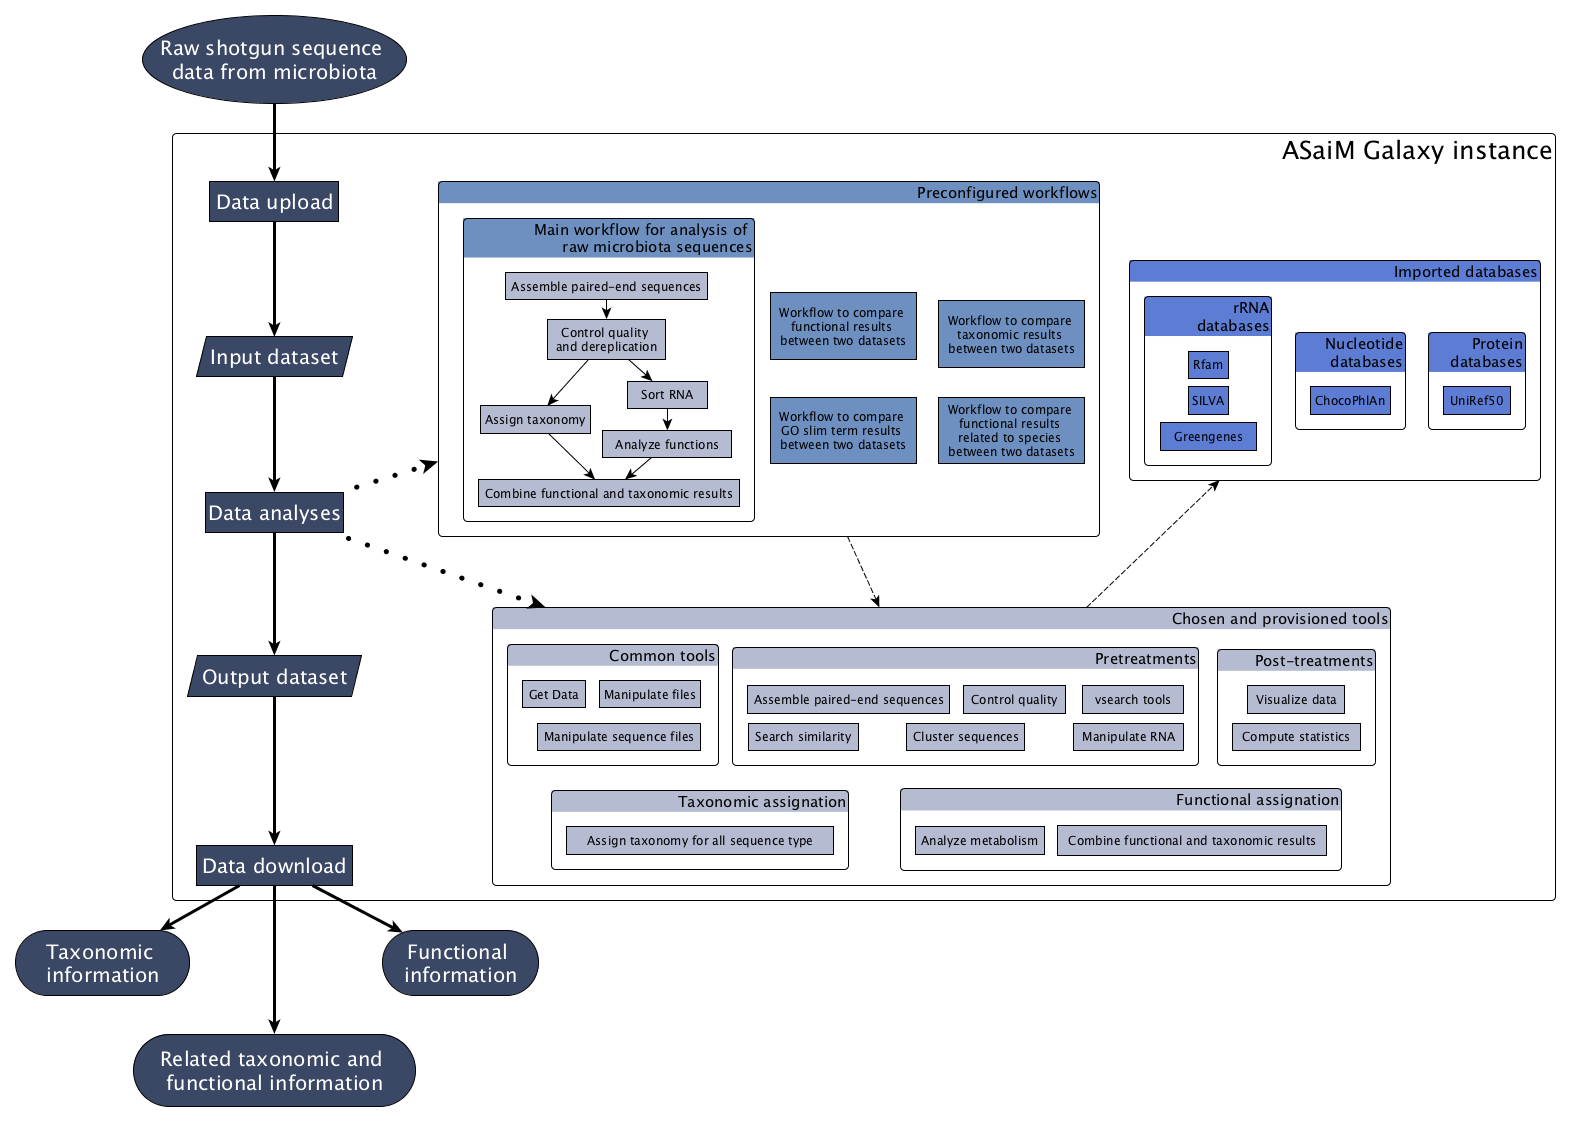 Raw shotgun sequence
data from microbiota
ASaiM Galaxy instance
Data upload
Input dataset
Data analyses
Output dataset
Data download
Taxonomic
information
Functional
information
Related taxonomic and
functional information
Preconfigured workflows
Main workflow for analysis of
raw microbiota sequences
Assemble paired-end sequences
Control quality
and dereplication
Sort RNA
Assign taxonomy
Analyze functions
Combine functional and taxonomic results
Workflow to compare
functional results
between two datasets
Workflow to compare
taxonomic results
between two datasets
Workflow to compare
GO slim term results
between two datasets
Workflow to compare
functional results
related to species
between two datasets
Imported databases
rRNA
databases
Rfam
SILVA
Greengenes
Nucleotide
databases
ChocoPhlAn
Protein
databases
UniRef50
Chosen and provisioned tools
Common tools
Get Data
Manipulate files
Manipulate sequence files
Pretreatments
Assemble paired-end sequences
Control quality
vsearch tools
Search similarity
Cluster sequences
Manipulate RNA
Post-treatments
Visualize data
Compute statistics
Taxonomic assignation
Assign taxonomy for all sequence type
Functional assignation
Analyze metabolism
Combine functional and taxonomic results